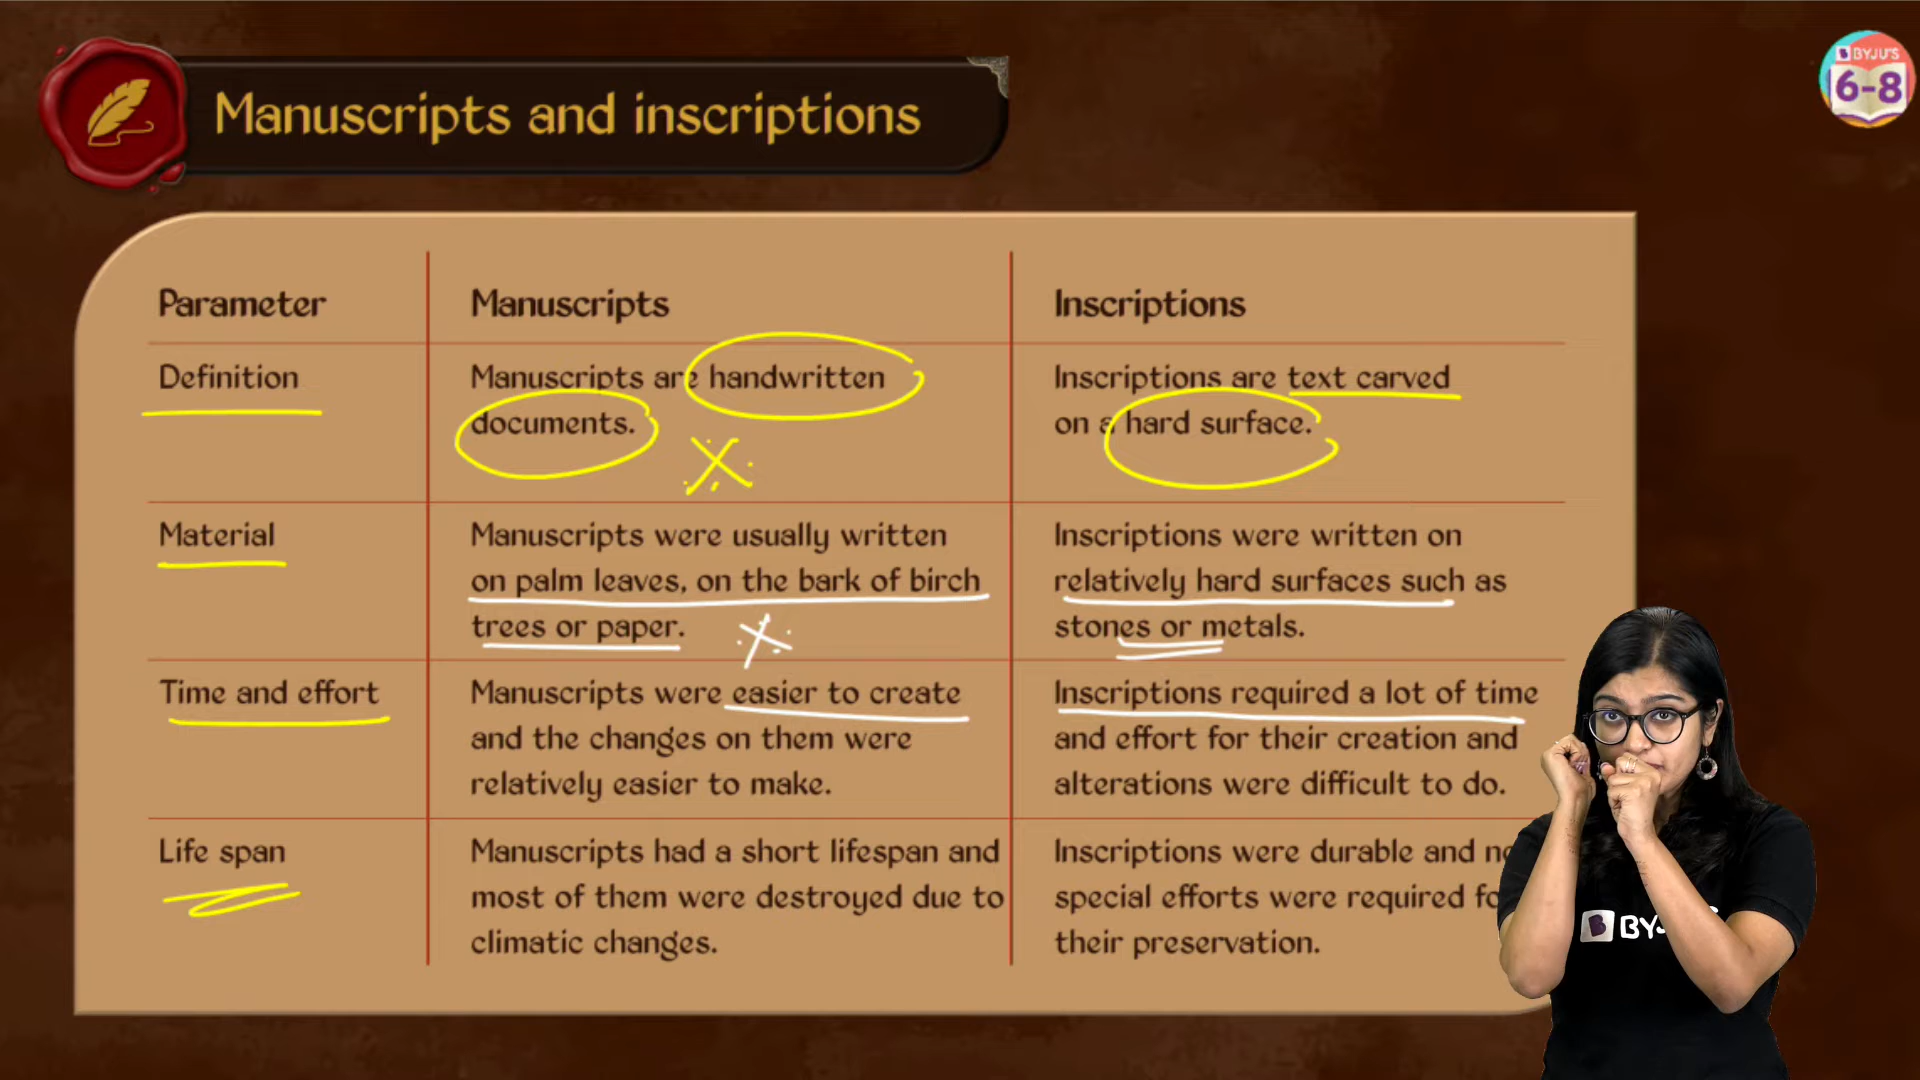 BYJU'S
6-8
Manuscripts and inscriptions
Parameter
Manuscripts
Inscriptions
Definition
Manuscripts are handwritten
documents.
Inscriptions are text carved
on a hard surface.
Material
Manuscripts were usually written
on palm leaves, on the bark of birch
trees or paper.
Inscriptions were written on
relatively hard surfaces such as
stones or metals.
Time and effort
Manuscripts were easier to create
and the changes on them were
relatively easier to make.
Inscriptions required a lot of time
and effort for their creation and
alterations were difficult to do.
Life span
Manuscripts had a short lifespan and
most of them were destroyed due to
climatic changes.
Inscriptions were durable and
special efforts were required
their preservation.